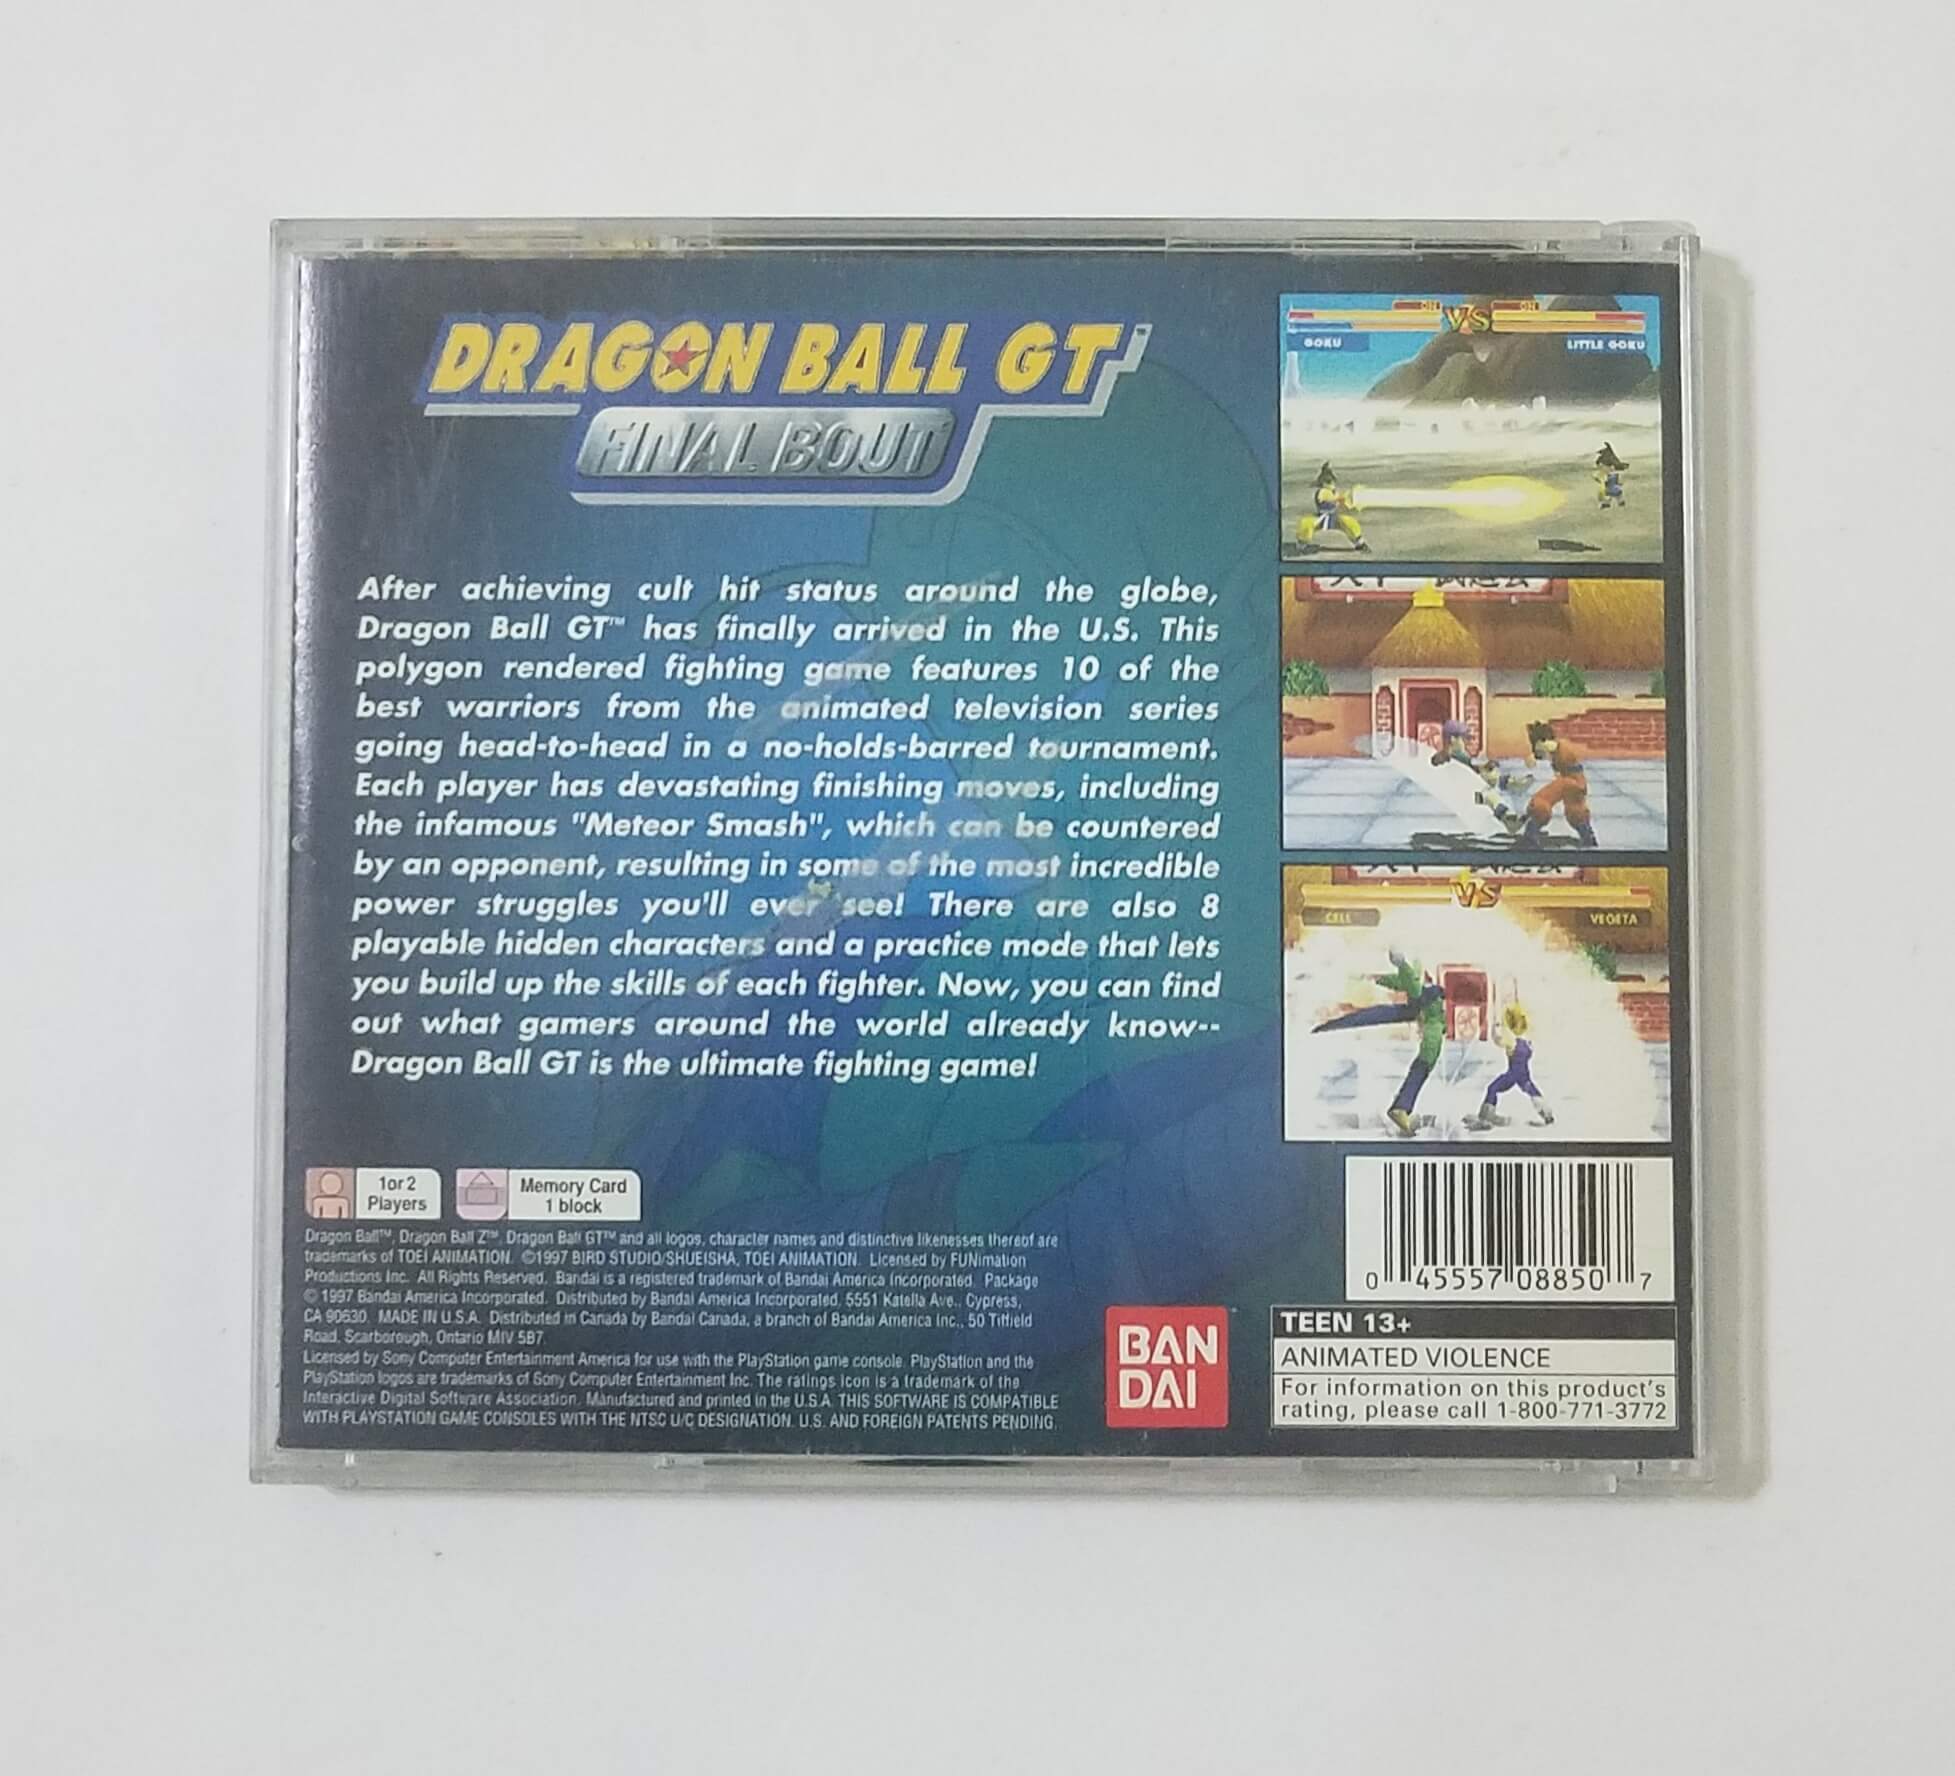 DRAGON BALL GT™
FINAL BOUT
After achieving cult hit status around the globe,
Dragon Ball GT™ has finally arrived in the U.S. This
polygon rendered fighting game features 10 of the
best warriors from the animated television series
going head-to-head in a no-holds-barred tournament.
Each player has devastating finishing moves, including
the infamous "Meteor Smash", which can be countered
by an opponent, resulting in some of the most incredible
power struggles you'll ever see! There are also 8
playable hidden characters and a practice mode that lets
you build up the skills of each fighter. Now, you can find
out what gamers around the world already know--
Dragon Ball GT is the ultimate fighting game!
VS
GOKU
LITTLE GOKU
VS
CELL
VEGETA
1or 2
Players
Memory Card
1 block
Dragon Ball™, Dragon Ball Z™, Dragon Ball GT™ and all logos, character names and distinctive likenesses thereof are
trademarks of TOEI ANIMATION. ©1997 BIRD STUDIO/SHUEISHA, TOEI ANIMATION. Licensed by FUNimation
Productions Inc. All Rights Reserved. Bandai is a registered trademark of Bandai America Incorporated. Package
© 1997 Bandai America Incorporated. Distributed by Bandai America Incorporated, 5551 Katella Ave., Cypress,
CA 90630. MADE IN U.S.A. Distributed in Canada by Bandai Canada, a branch of Bandai America Inc., 50 Tiffield
Road, Scarborough, Ontario MIV 5B7.
Licensed by Sony Computer Entertainment America for use with the PlayStation game console. PlayStation and the
PlayStation logos are trademarks of Sony Computer Entertainment Inc. The ratings icon is a trademark of the
Interactive Digital Software Association. Manufactured and printed in the U.S.A. THIS SOFTWARE IS COMPATIBLE
WITH PLAYSTATION GAME CONSOLES WITH THE NTSC U/C DESIGNATION. U.S. AND FOREIGN PATENTS PENDING.
BAN
DAI
0 45557 08850 7
TEEN 13+
ANIMATED VIOLENCE
For information on this product's
rating, please call 1-800-771-3772